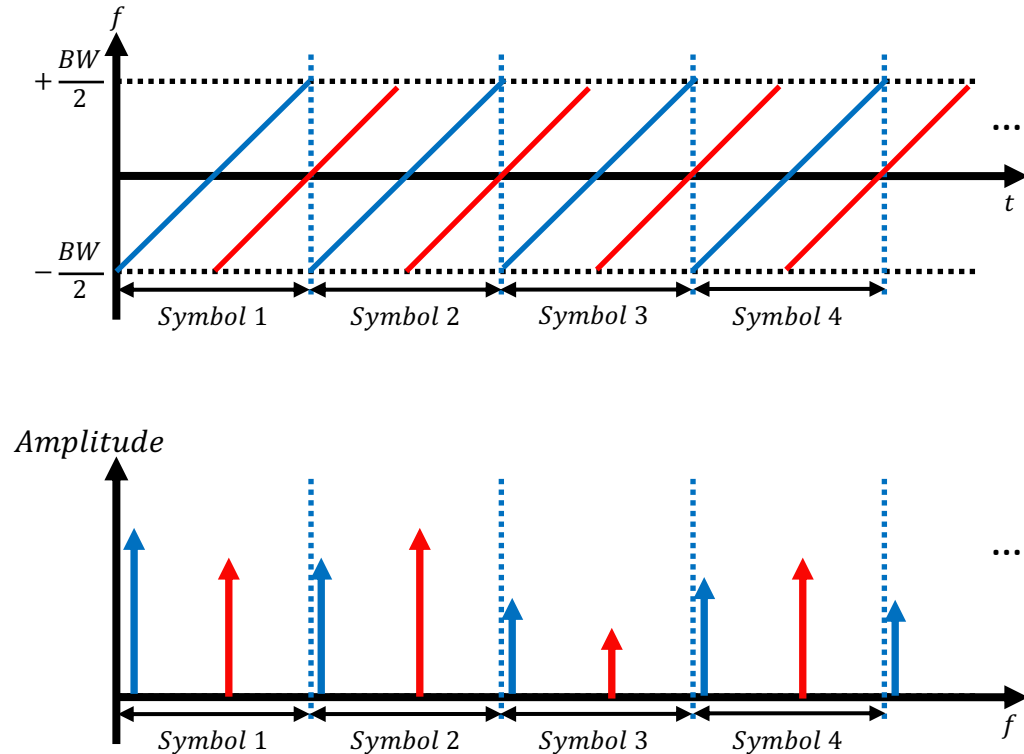 f
+ BW/2
...
t
− BW/2
Symbol 1 Symbol 2 Symbol 3 Symbol 4
Amplitude
...
Symbol 1 Symbol 2 Symbol 3 Symbol 4
f